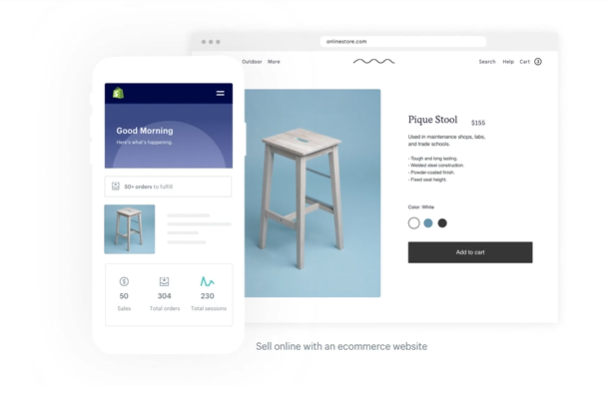 onlinestore.com
Outdoor More
Search Help Cart
Good Morning
Here's what's happening.
50+ orders to fulfill
50 304 230
Sales Total orders Total sessions
Pique Stool $155
Used in maintenance shops, labs,
and trade schools.
- Tough and long lasting.
- Welded steel construction.
- Powder-coated finish.
- Fixed seat height.
Color: White
Add to cart
Sell online with an ecommerce website